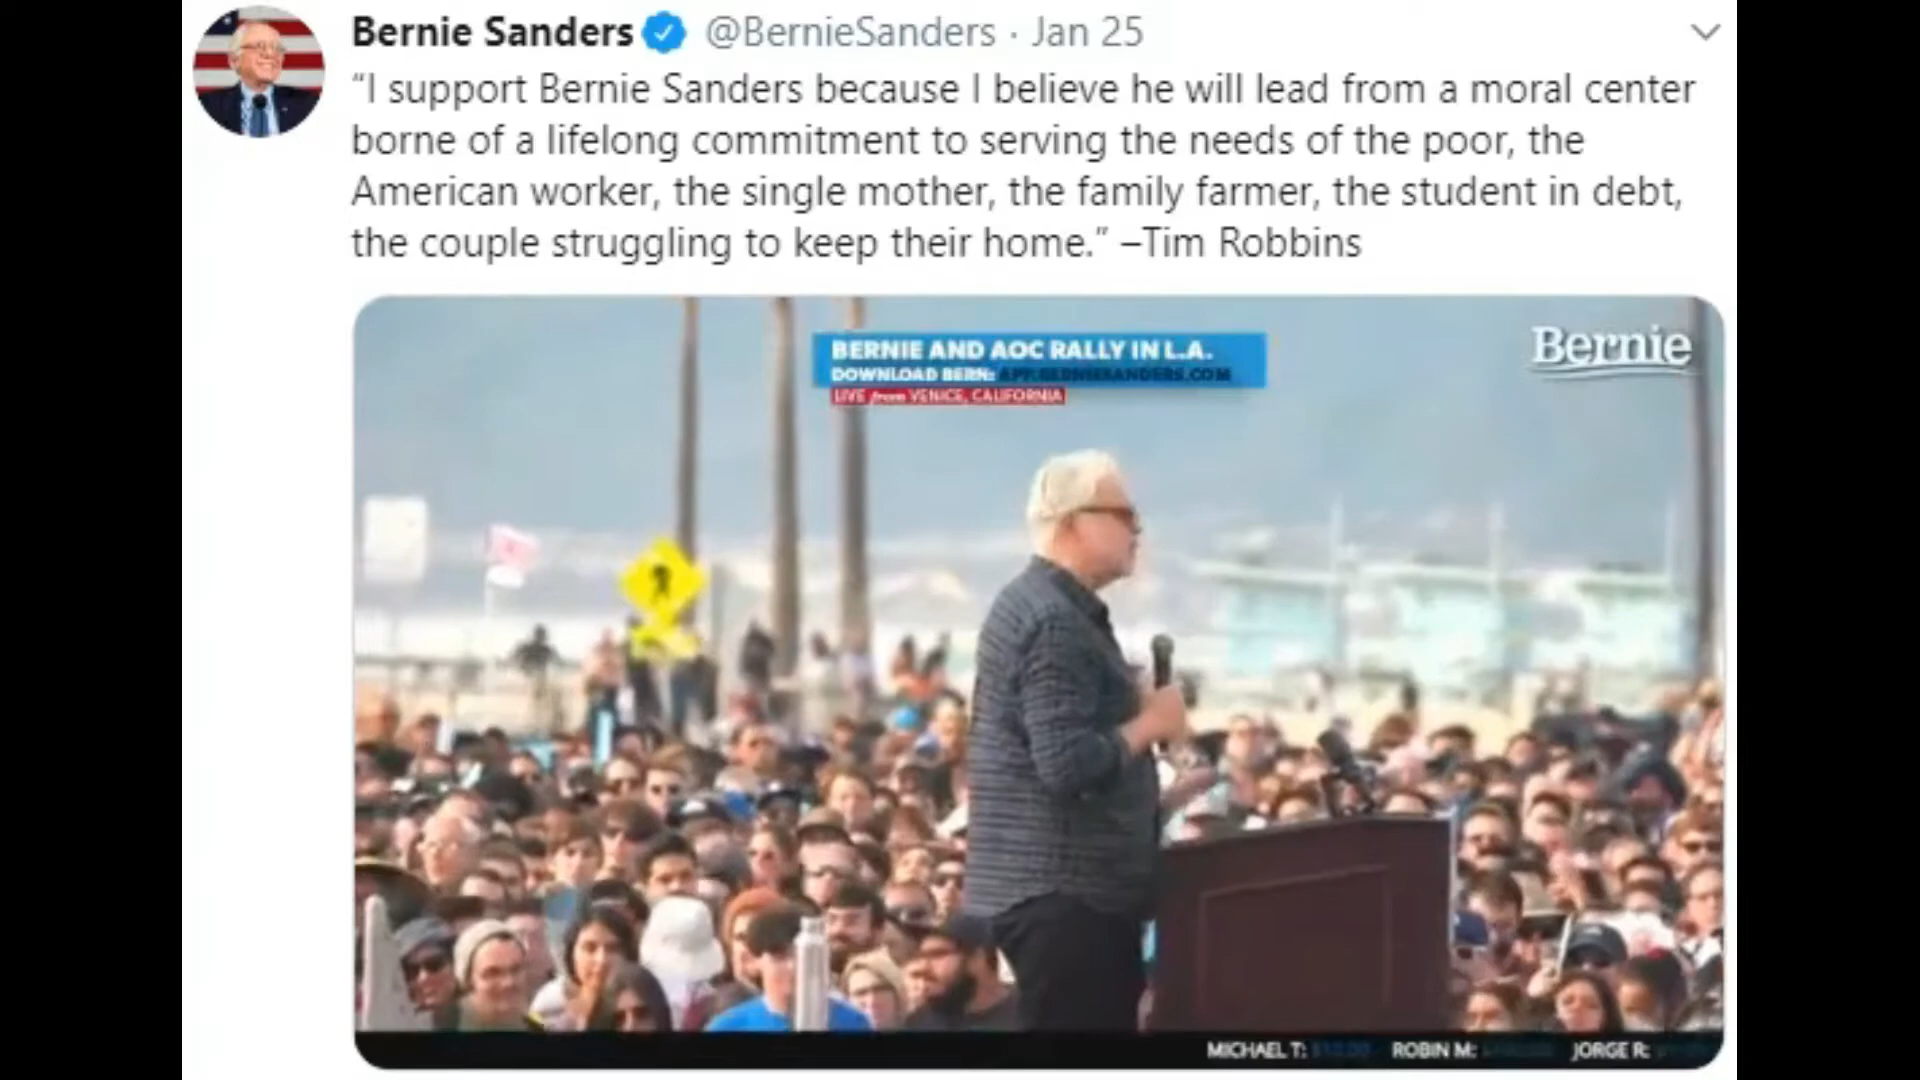 Bernie Sanders @BernieSanders · Jan 25
“I support Bernie Sanders because I believe he will lead from a moral center
borne of a lifelong commitment to serving the needs of the poor, the
American worker, the single mother, the family farmer, the student in debt,
the couple struggling to keep their home.” –Tim Robbins
BERNIE AND AOC RALLY IN L.A.
Bernie
DOWNLOAD BERN: APP.BERNIESANDERS.COM
LIVE from VENICE, CALIFORNIA
MICHAEL T: ROBIN M: JORGE R: